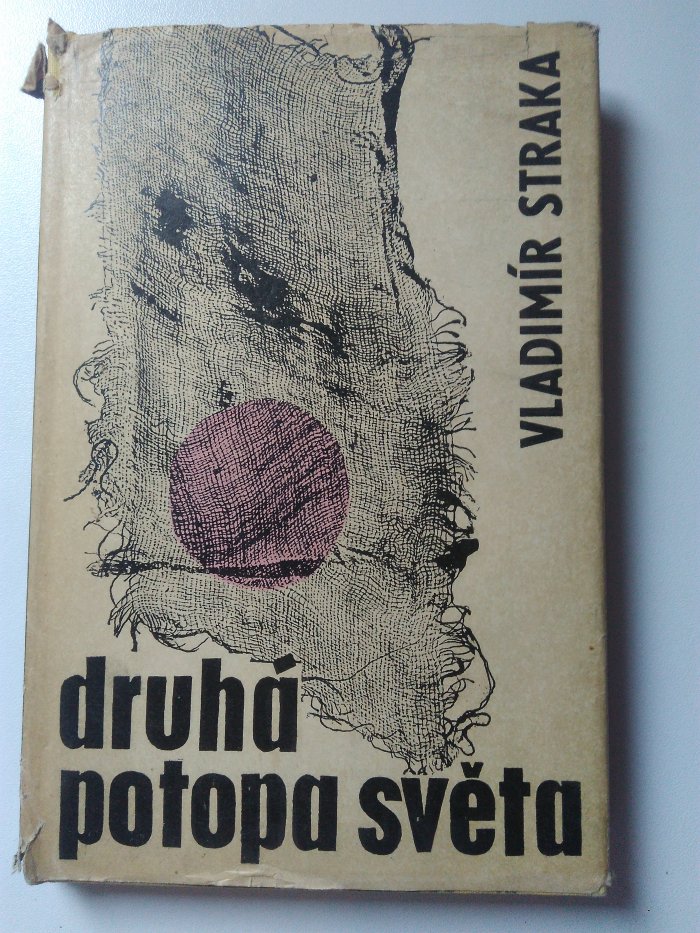 VLADIMÍR STRAKA
druhá
potopa světa